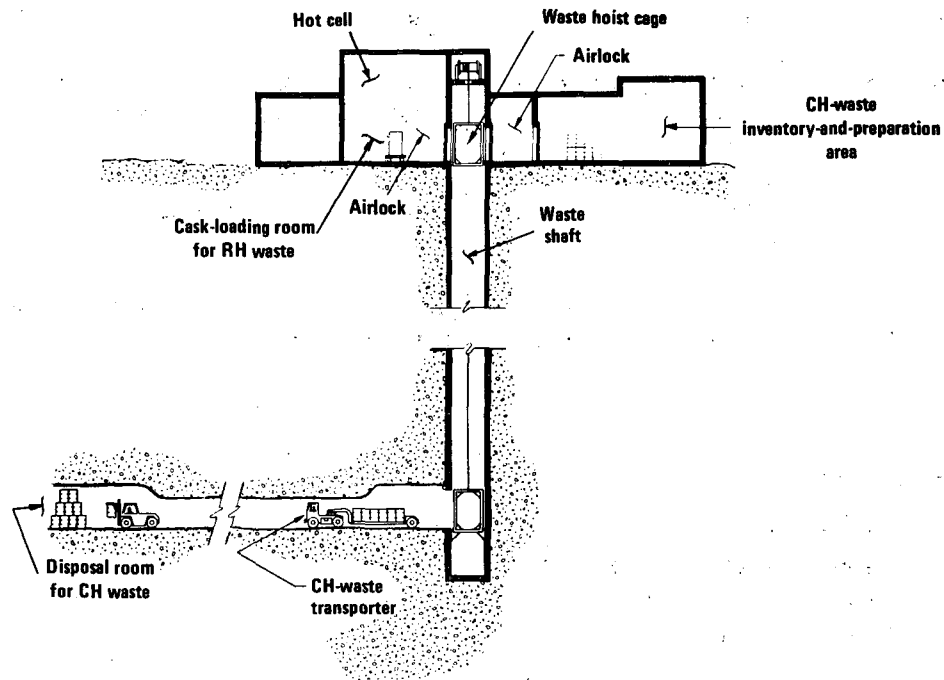 Hot cell
Waste hoist cage
Airlock
CH-waste
inventory-and-preparation
area
Airlock
Cask-loading room
for RH waste
Waste
shaft
Disposal room
for CH waste
CH-waste
transporter